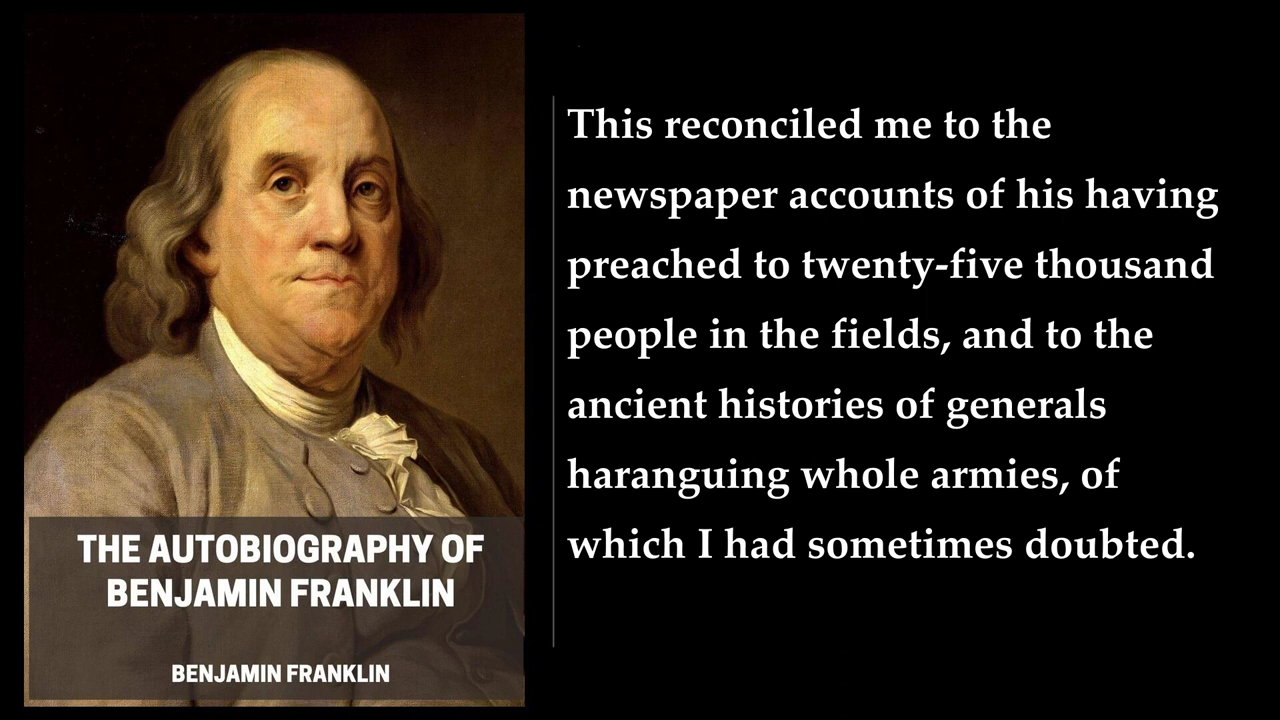 THE AUTOBIOGRAPHY OF
BENJAMIN FRANKLIN
BENJAMIN FRANKLIN
This reconciled me to the
newspaper accounts of his having
preached to twenty-five thousand
people in the fields, and to the
ancient histories of generals
haranguing whole armies, of
which I had sometimes doubted.